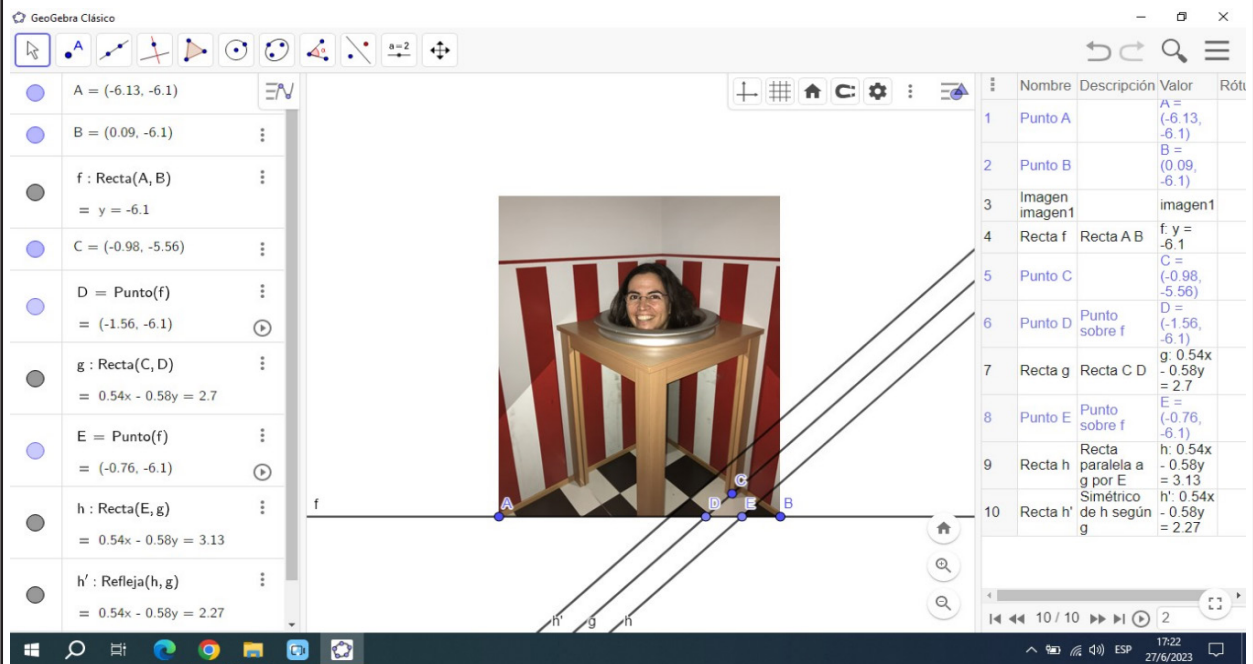 GeoGebra Clásico
A
a=2
A = (-6.13, -6.1)
B = (0.09, -6.1)
f : Recta(A, B)
= y = -6.1
C = (-0.98, -5.56)
D = Punto(f)
= (-1.56, -6.1)
g : Recta(C, D)
= 0.54x - 0.58y = 2.7
E = Punto(f)
= (-0.76, -6.1)
h : Recta(E, g)
= 0.54x - 0.58y = 3.13
h' : Refleja(h, g)
= 0.54x - 0.58y = 2.27
f
A
D
C
E
B
h'
g
h
Nombre Descripción Valor Rótu
1 Punto A A = (-6.13, -6.1)
2 Punto B B = (0.09, -6.1)
3 Imagen imagen1 imagen1
4 Recta f Recta A B f: y = -6.1
5 Punto C C = (-0.98, -5.56)
6 Punto D Punto sobre f D = (-1.56, -6.1)
7 Recta g Recta C D g: 0.54x - 0.58y = 2.7
8 Punto E Punto sobre f E = (-0.76, -6.1)
9 Recta h Recta paralela a g por E h: 0.54x - 0.58y = 3.13
10 Recta h' Simétrico de h según g h': 0.54x - 0.58y = 2.27
10 / 10
2
ESP
17:22
27/6/2023